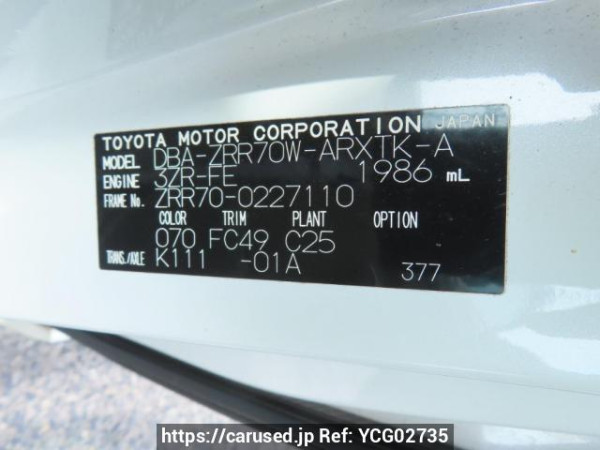 TOYOTA MOTOR CORPORATION JAPAN
MODEL DBA-ZRR70W-ARXTK-A
ENGINE 3ZR-FE 1986 mL
FRAME No. ZRR70-0227110
COLOR TRIM PLANT OPTION
070 FC49 C25
TRANS./AXLE K111 -01A 377
https://carused.jp Ref: YCG02735